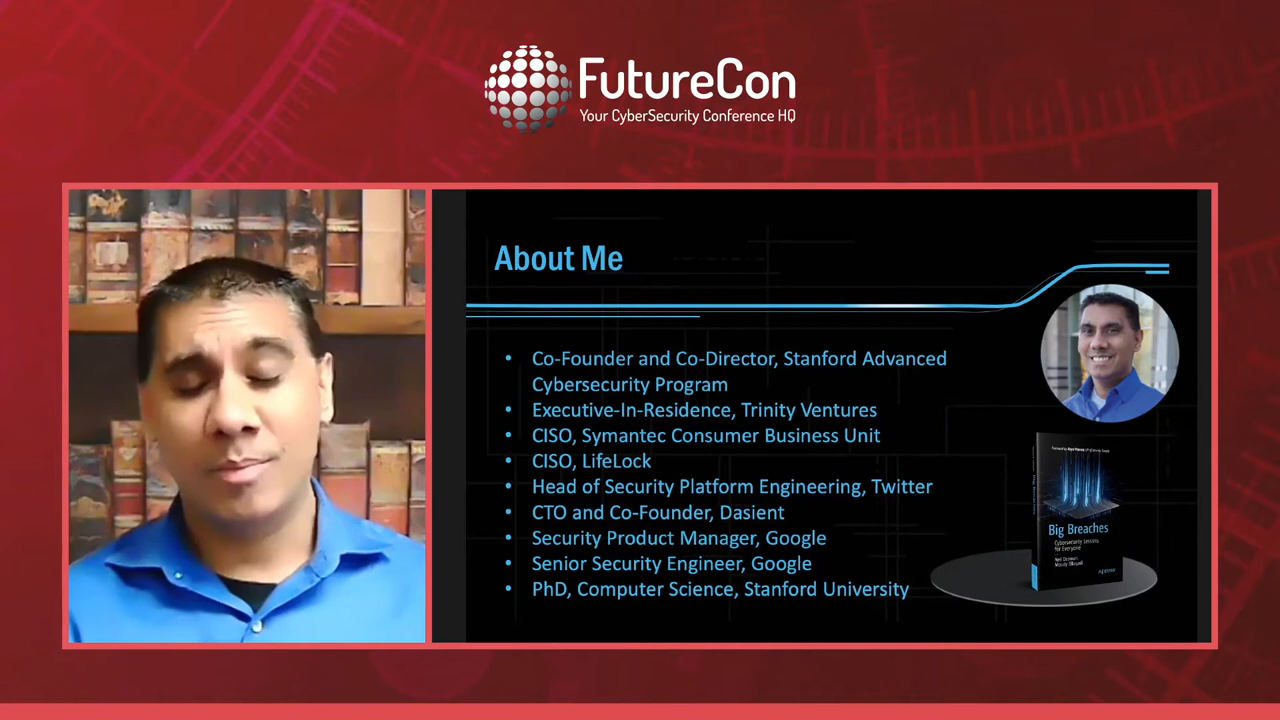 FutureCon
Your CyberSecurity Conference HQ
About Me
• Co-Founder and Co-Director, Stanford Advanced
Cybersecurity Program
• Executive-In-Residence, Trinity Ventures
• CISO, Symantec Consumer Business Unit
• CISO, LifeLock
• Head of Security Platform Engineering, Twitter
• CTO and Co-Founder, Dasient
• Security Product Manager, Google
• Senior Security Engineer, Google
• PhD, Computer Science, Stanford University
Big Breaches
Cybersecurity Lessons
for Everyone
Apress